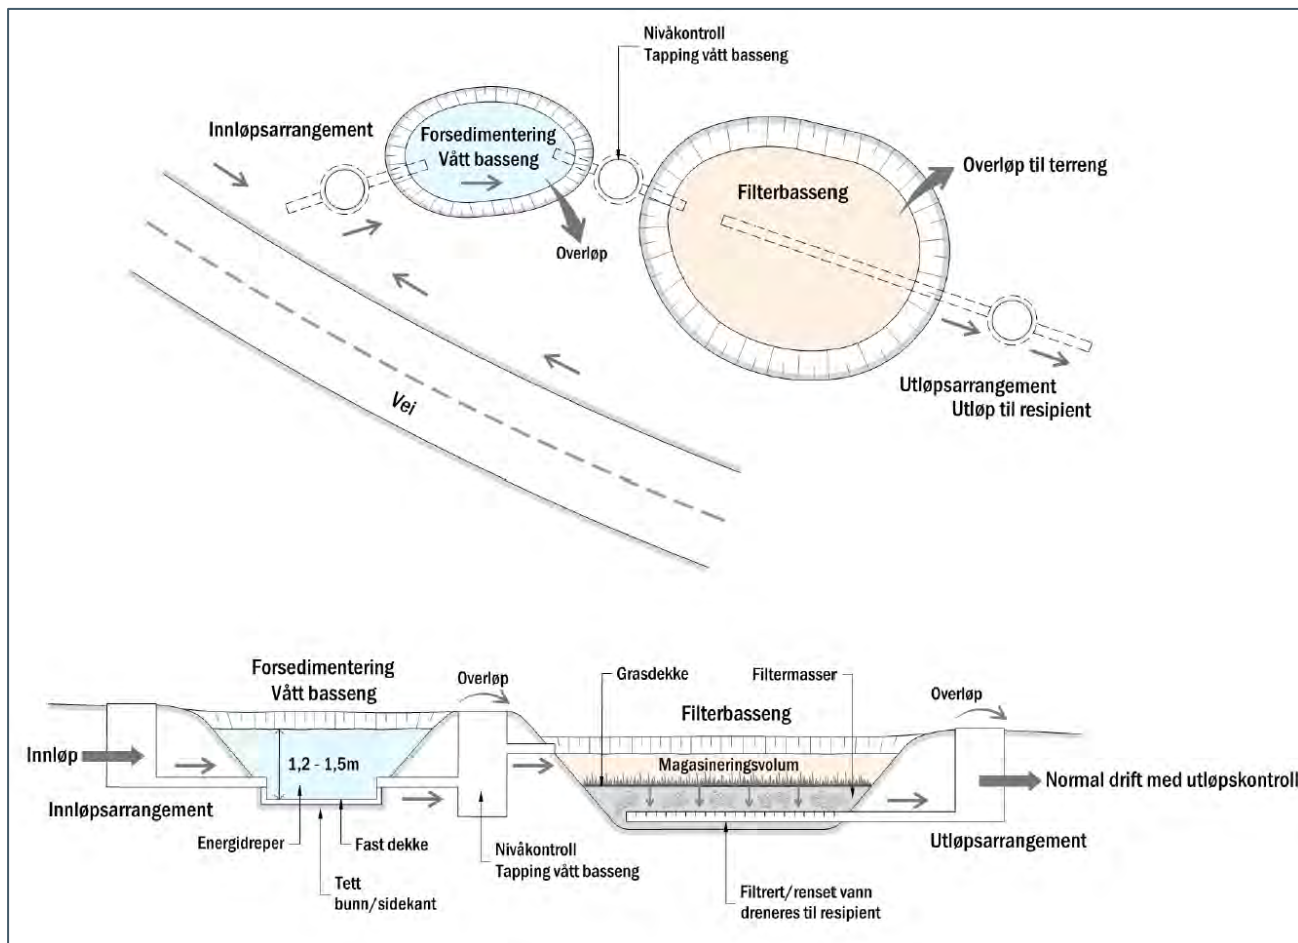 Nivåkontroll
Tapping vått basseng
Innløpsarrangement
Forsedimentering
Vått basseng
Overløp til terreng
Filterbasseng
Overløp
Vei
Utløpsarrangement
Utløp til resipient
Forsedimentering
Vått basseng
Overløp
Grasdekke
Filtermasser
Overløp
Filterbasseng
Innløp
1,2 - 1,5m
Magasineringsvolum
Normal drift med utløpskontroll
Innløpsarrangement
Energidreper
Fast dekke
Nivåkontroll
Tapping vått basseng
Utløpsarrangement
Tett
bunn/sidekant
Filtrert/renset vann
dreneres til resipient